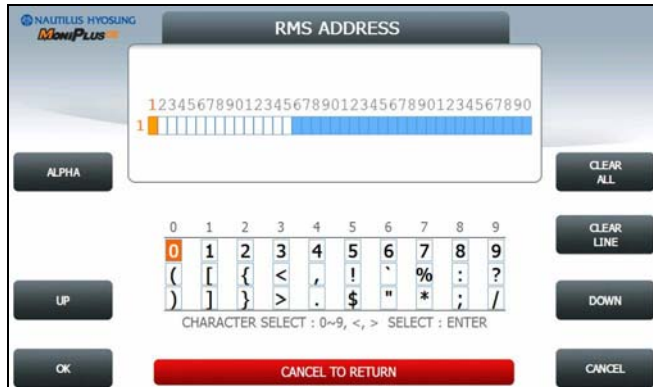 NAUTILUS HYOSUNG
MoniPlus
RMS ADDRESS
1234567890123456789012345678901234567890
1
ALPHA
CLEAR
ALL
0 1 2 3 4 5 6 7 8 9
CLEAR
LINE
0 1 2 3 4 5 6 7 8 9
( [ { < , ! ` % : ?
) ] } > . $ " * ; /
UP
DOWN
CHARACTER SELECT : 0~9, <, > SELECT : ENTER
OK
CANCEL TO RETURN
CANCEL